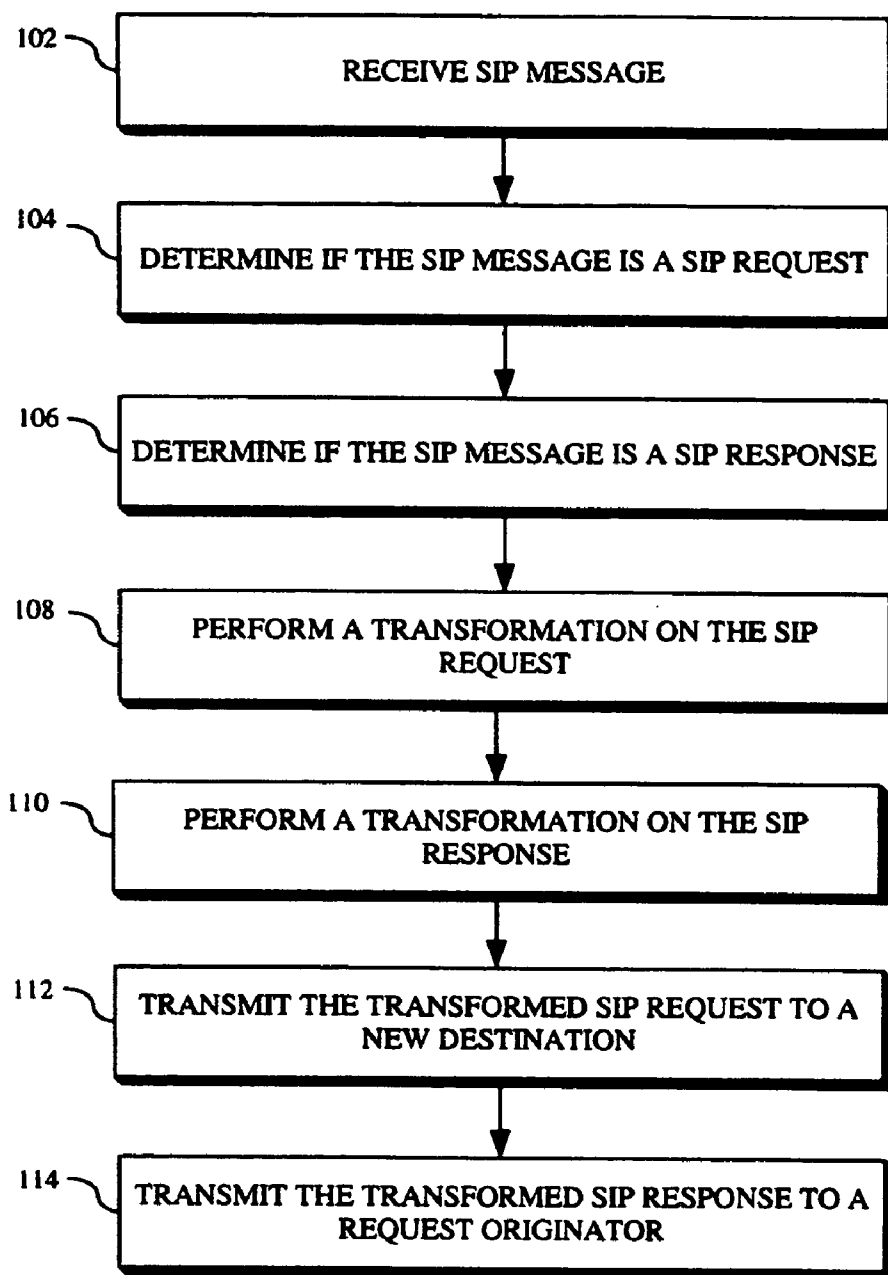 102
RECEIVE SIP MESSAGE
104
DETERMINE IF THE SIP MESSAGE IS A SIP REQUEST
106
DETERMINE IF THE SIP MESSAGE IS A SIP RESPONSE
108
PERFORM A TRANSFORMATION ON THE SIP
REQUEST
110
PERFORM A TRANSFORMATION ON THE SIP
RESPONSE
112
TRANSMIT THE TRANSFORMED SIP REQUEST TO A
NEW DESTINATION
114
TRANSMIT THE TRANSFORMED SIP RESPONSE TO A
REQUEST ORIGINATOR